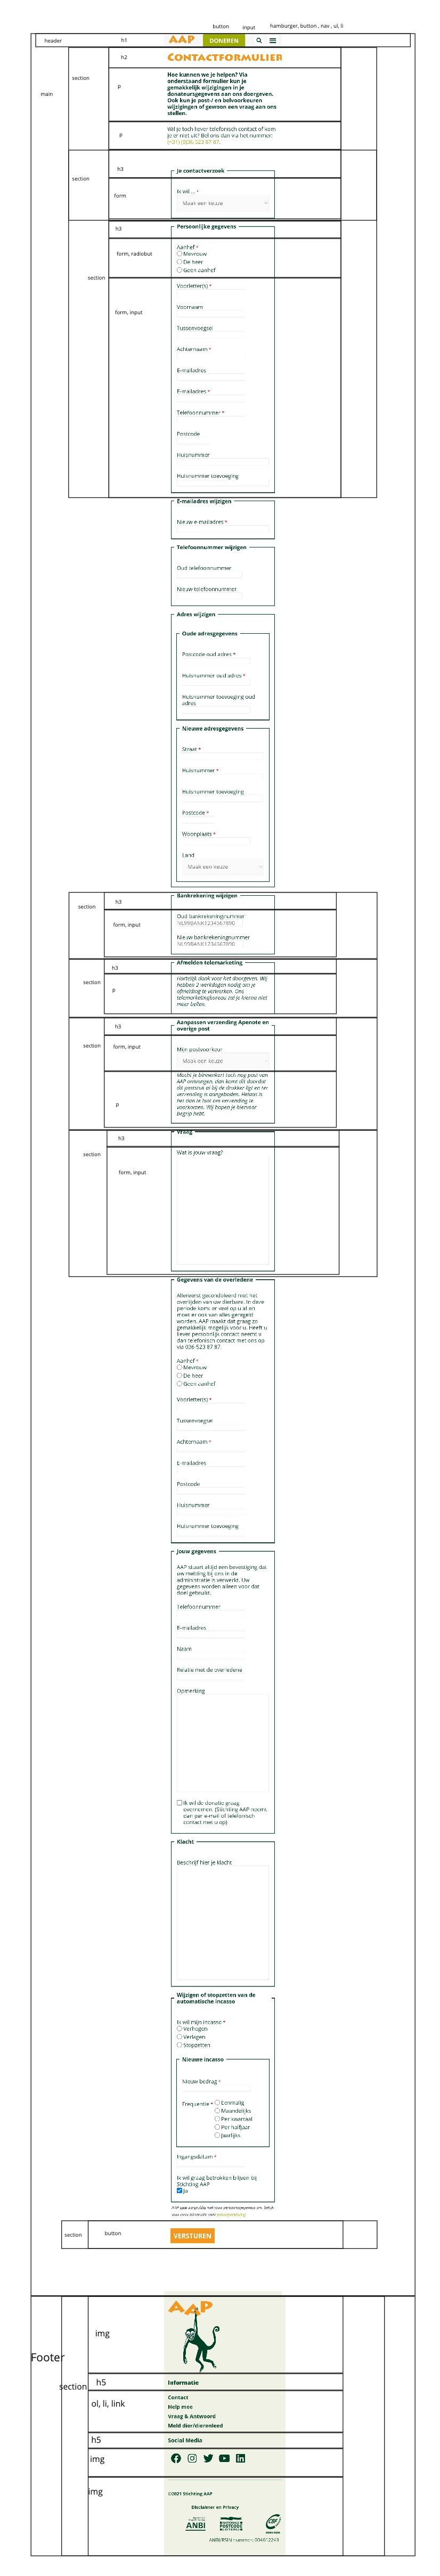 button
input
hamburger, button , nav , ul, li
header
h1
AAP
DONEREN
h2
CONTACTFORMULIER
main
section
p
Hoe kunnen we je helpen? Via
onderstaand formulier kun je
gemakkelijk wijzigingen in je
donateursgegevens aan ons doorgeven.
Ook kun je post-/ en belvoorkeuren
wijzigingen of gewoon een vraag aan ons
stellen.
p
Wil je toch liever telefonisch contact of kom
je er niet uit? Bel ons dan via het nummer:
(+31) (0)36 523 87 87.
section
h3
Je contactverzoek
form
Ik wil ... *
Maak een keuze
h3
Persoonlijke gegevens
form, radiobut
Aanhef *
Mevrouw
De heer
Geen aanhef
section
form, input
Voorletter(s) *
Voornaam
Tussenvoegsel
Achternaam *
E-mailadres
E-mailadres *
Telefoonnummer *
Postcode
Huisnummer
Huisnummer toevoeging
E-mailadres wijzigen
Nieuw e-mailadres *
Telefoonnummer wijzigen
Oud telefoonnummer
Nieuw telefoonnummer
Adres wijzigen
Oude adresgegevens
Postcode oud adres *
Huisnummer oud adres *
Huisnummer toevoeging oud
adres
Nieuwe adresgegevens
Straat *
Huisnummer *
Huisnummer toevoeging
Postcode *
Woonplaats *
Land
Maak een keuze
section
h3
Bankrekening wijzigen
form, input
Oud bankrekeningnummer
NL99BANK1234567890
Nieuw bankrekeningnummer
NL99BANK1234567890
h3
Afmelden telemarketing
section
p
Hartelijk dank voor het doorgeven. Wij
hebben 2 werkdagen nodig om je
afmelding te verwerken. Ons
telemarketingbureau zal je hierna niet
meer bellen.
h3
Aanpassen verzending Apenote en
overige post
section
form, input
Mijn postvoorkeur
Maak een keuze
p
Mocht je binnenkort toch nog post van
AAP ontvangen, dan komt dit doordat
dit poststuk al bij de drukker ligt en ter
verzending is aangeboden. Helaas is
het dan te laat om verzending te
voorkomen. Wij hopen je hiervoor
begrip hebt.
h3
Vraag
section
Wat is jouw vraag?
form, input
Gegevens van de overledene
Allereerst gecondoleerd met het
overlijden van uw dierbare. In deze
periode komt er veel op u af en
moet er ook van alles geregeld
worden. AAP maakt dat graag zo
gemakkelijk mogelijk voor u. Heeft u
liever persoonlijk contact neemt u
dan telefonisch contact met ons op
via 036 523 87 87.
Aanhef *
Mevrouw
De heer
Geen aanhef
Voorletter(s) *
Tussenvoegsel
Achternaam *
E-mailadres
Postcode
Huisnummer
Huisnummer toevoeging
Jouw gegevens
AAP stuurt altijd een bevestiging dat
uw melding bij ons in de
administratie is verwerkt. Uw
gegevens worden alleen voor dat
doel gebruikt.
Telefoonnummer
E-mailadres
Naam
Relatie met de overledene
Opmerking
Ik wil de donatie graag
overnemen. (Stichting AAP neemt
dan per e-mail of telefonisch
contact met u op)
Klacht
Beschrijf hier je klacht
Wijzigen of stopzetten van de
automatische incasso
Ik wil mijn incasso *
Verhogen
Verlagen
Stopzetten
Nieuwe incasso
Nieuw bedrag *
Frequentie *
Eenmalig
Maandelijks
Per kwartaal
Per halfjaar
Jaarlijks
Ingangsdatum *
Ik wil graag betrokken blijven bij
Stichting AAP
Ja
section
button
VERSTUREN
AAP
img
Footer
section
h5
Informatie
ol, li, link
Contact
Help mee
Vraag & Antwoord
Meld dier/dierenleed
h5
Social Media
img
img
©2021 Stichting AAP
Disclaimer en Privacy
ANBI
POSTCODE
LOTERIJ
CBF